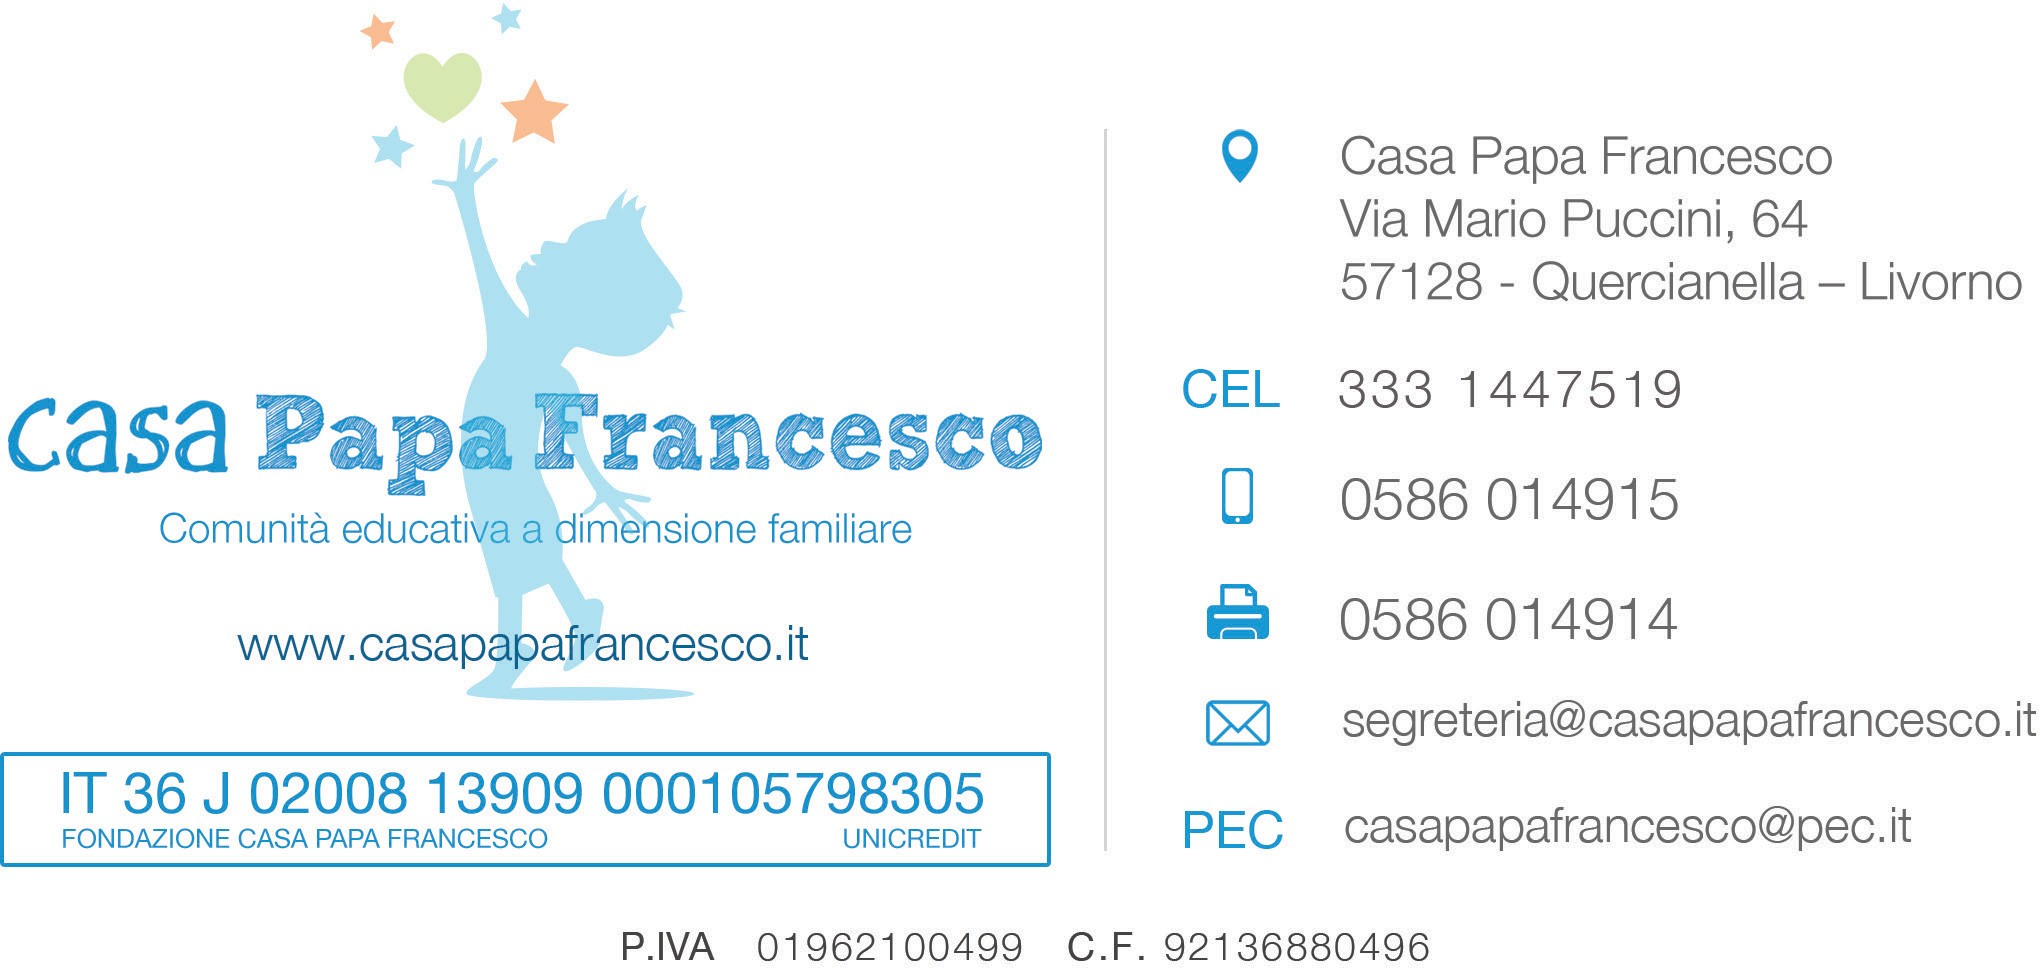 Casa Papa Francesco
Comunità educativa a dimensione familiare
www.casapapafrancesco.it
IT 36 J 02008 13909 000105798305
FONDAZIONE CASA PAPA FRANCESCO UNICREDIT
Casa Papa Francesco
Via Mario Puccini, 64
57128 - Quercianella – Livorno
CEL 333 1447519
0586 014915
0586 014914
segreteria@casapapafrancesco.it
PEC casapapafrancesco@pec.it
P.IVA 01962100499 C.F. 92136880496